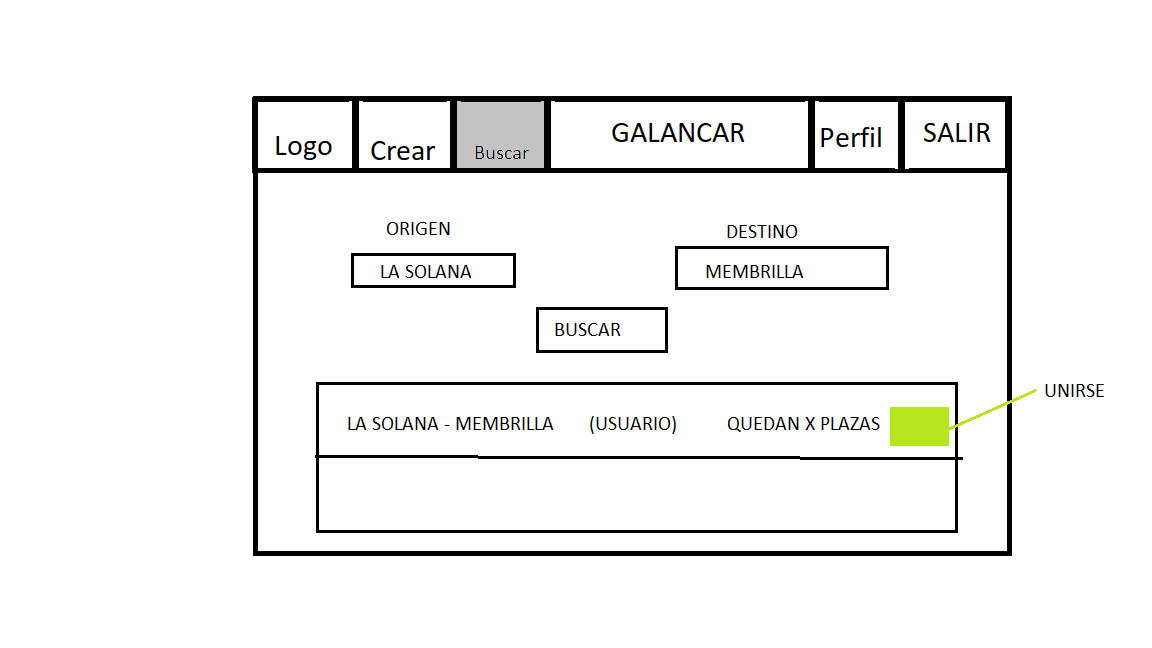 Logo
Crear
Buscar
GALANCAR
Perfil
SALIR
ORIGEN
DESTINO
LA SOLANA
MEMBRILLA
BUSCAR
LA SOLANA - MEMBRILLA (USUARIO) QUEDAN X PLAZAS
UNIRSE